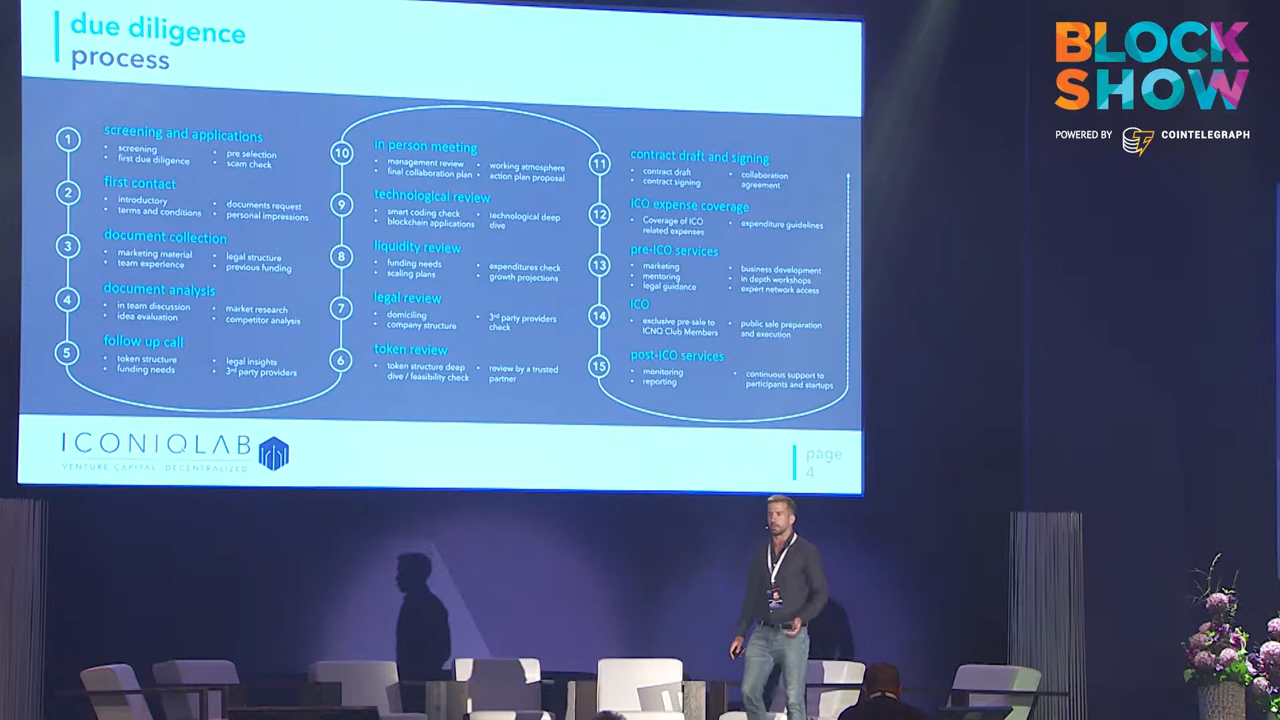 due diligence
process
1
screening and applications
screening
first due diligence
pre selection
scam check
2
first contact
introductory
terms and conditions
documents request
personal impressions
3
document collection
marketing material
team experience
legal structure
previous funding
4
document analysis
in team discussion
idea evaluation
market research
competitor analysis
5
follow up call
token structure
funding needs
legal insights
3rd party providers
10
in person meeting
management review
final collaboration plan
working atmosphere
action plan proposal
9
technological review
smart coding check
blockchain applications
technological deep
dive
8
liquidity review
funding needs
scaling plans
expenditures check
growth projections
7
legal review
domiciling
company structure
3rd party providers
check
6
token review
token structure deep
dive / feasibility check
review by a trusted
partner
11
contract draft and signing
contract draft
contract signing
collaboration
agreement
12
ICO expense coverage
Coverage of ICO
related expenses
expenditure guidelines
13
pre-ICO services
marketing
mentoring
legal guidance
business development
in depth workshops
expert network access
14
ICO
exclusive pre-sale to
ICNQ Club Members
public sale preparation
and execution
15
post-ICO services
monitoring
reporting
continuous support to
participants and startups
ICONIQLAB
VENTURE CAPITAL. DECENTRALIZED
page
4
BLOCK
SHOW
POWERED BY COINTELEGRAPH